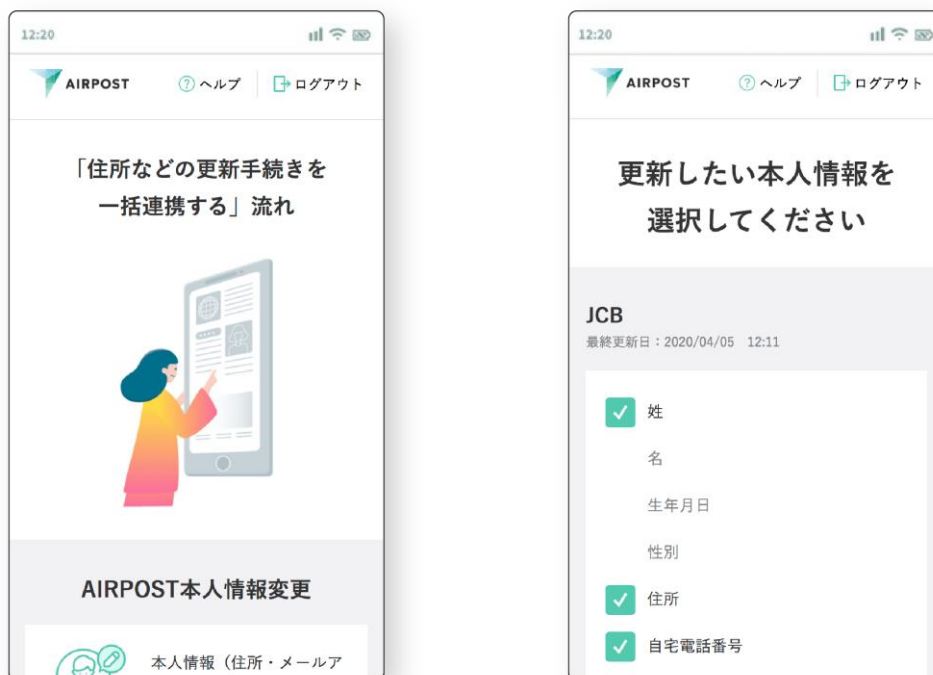 12:20
AIRPOST
ヘルプ
ログアウト
「住所などの更新手続きを
一括連携する」流れ
AIRPOST本人情報変更
本人情報（住所・メールア
12:20
AIRPOST
ヘルプ
ログアウト
更新したい本人情報を
選択してください
JCB
最終更新日：2020/04/05 12:11
姓
名
生年月日
性別
住所
自宅電話番号